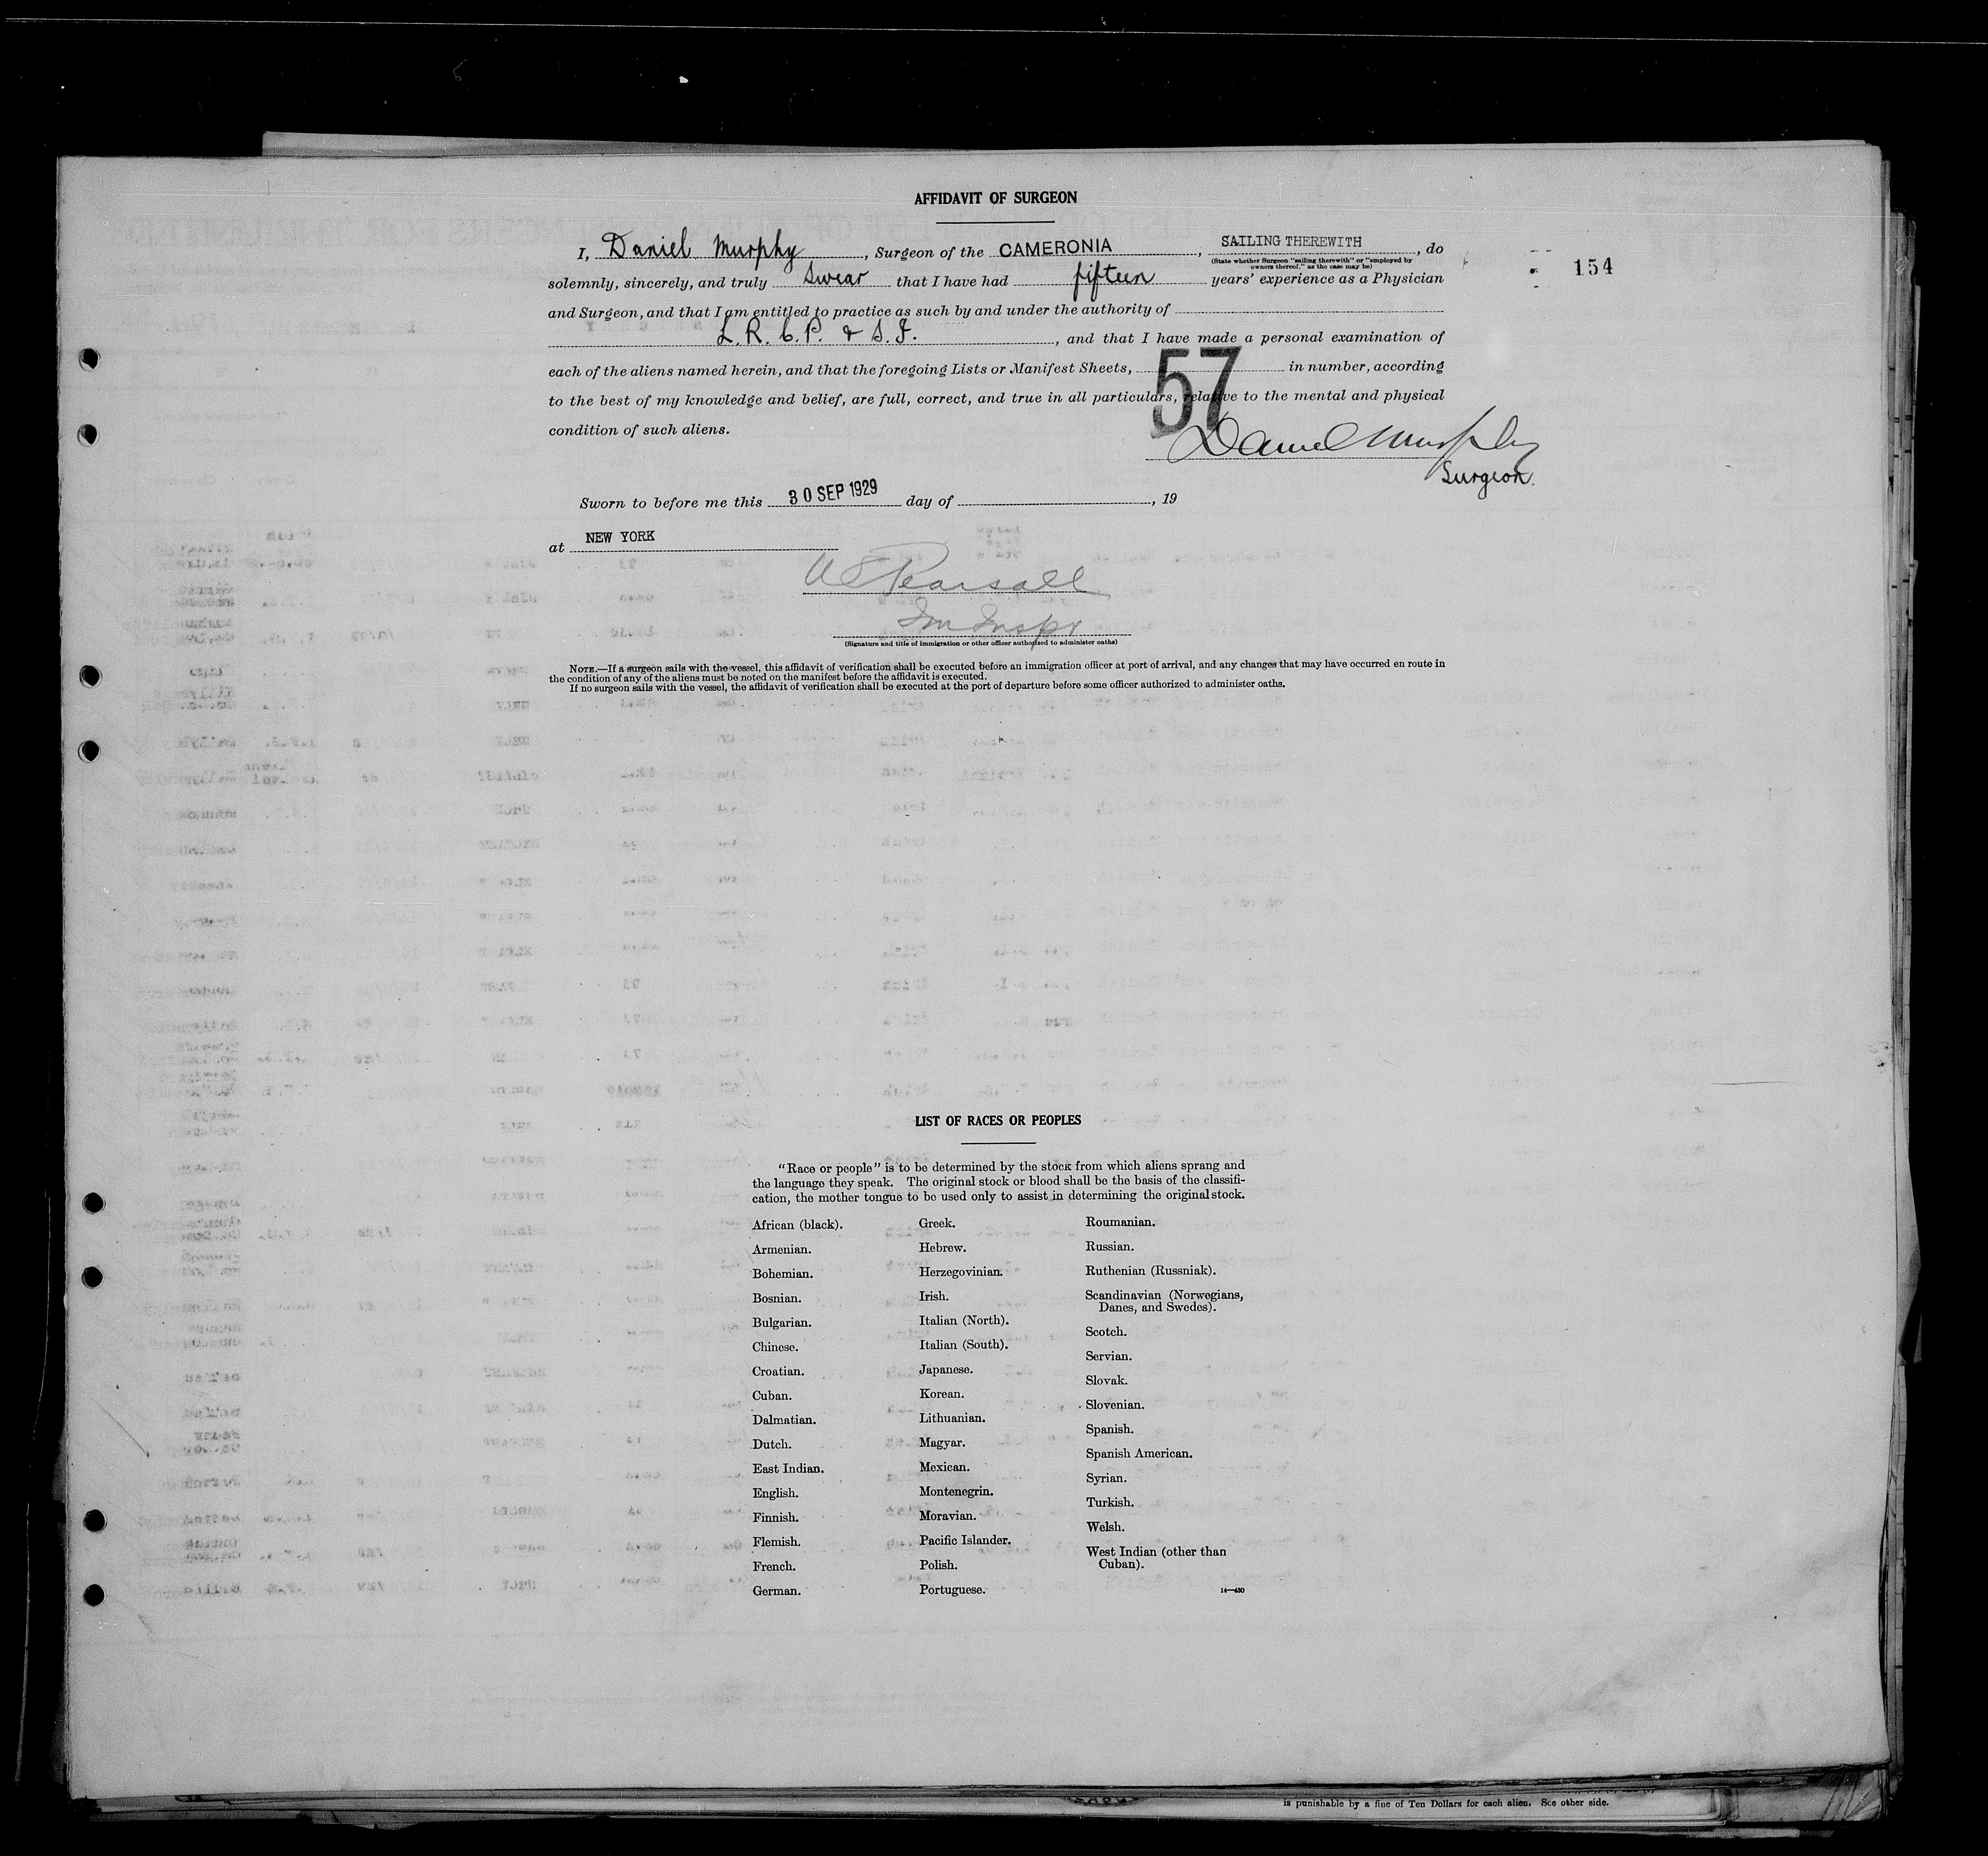 AFFIDAVIT OF SURGEON
I, Daniel Murphy, Surgeon of the CAMERONIA, SAILING THEREWITH, do
(State whether Surgeon "sailing therewith" or "employed by
owners thereof," as the case may be)
154
solemnly, sincerely, and truly Swear that I have had fifteen years' experience as a Physician
and Surgeon, and that I am entitled to practice as such by and under the authority of
L. R. C. P. & S. I., and that I have made a personal examination of
each of the aliens named herein, and that the foregoing Lists or Manifest Sheets, 57 in number, according
to the best of my knowledge and belief, are full, correct, and true in all particulars, relative to the mental and physical
condition of such aliens.
Daniel Murphy
Surgeon.
Sworn to before me this 30 SEP 1929 day of , 19
at NEW YORK
Pearsall
Im Inspr
(Signature and title of immigration or other officer authorized to administer oaths)
NOTE.—If a surgeon sails with the vessel, this affidavit of verification shall be executed before an immigration officer at port of arrival, and any changes that may have occurred en route in
the condition of any of the aliens must be noted on the manifest before the affidavit is executed.
If no surgeon sails with the vessel, the affidavit of verification shall be executed at the port of departure before some officer authorized to administer oaths.
LIST OF RACES OR PEOPLES
"Race or people" is to be determined by the stock from which aliens sprang and
the language they speak. The original stock or blood shall be the basis of the classifi-
cation, the mother tongue to be used only to assist in determining the original stock.
African (black).
Armenian.
Bohemian.
Bosnian.
Bulgarian.
Chinese.
Croatian.
Cuban.
Dalmatian.
Dutch.
East Indian.
English.
Finnish.
Flemish.
French.
German.
Greek.
Hebrew.
Herzegovinian.
Irish.
Italian (North).
Italian (South).
Japanese.
Korean.
Lithuanian.
Magyar.
Mexican.
Montenegrin.
Moravian.
Pacific Islander.
Polish.
Portuguese.
Roumanian.
Russian.
Ruthenian (Russniak).
Scandinavian (Norwegians,
Danes, and Swedes).
Scotch.
Servian.
Slovak.
Slovenian.
Spanish.
Spanish American.
Syrian.
Turkish.
Welsh.
West Indian (other than
Cuban).
14—430
is punishable by a fine of Ten Dollars for each alien. See other side.